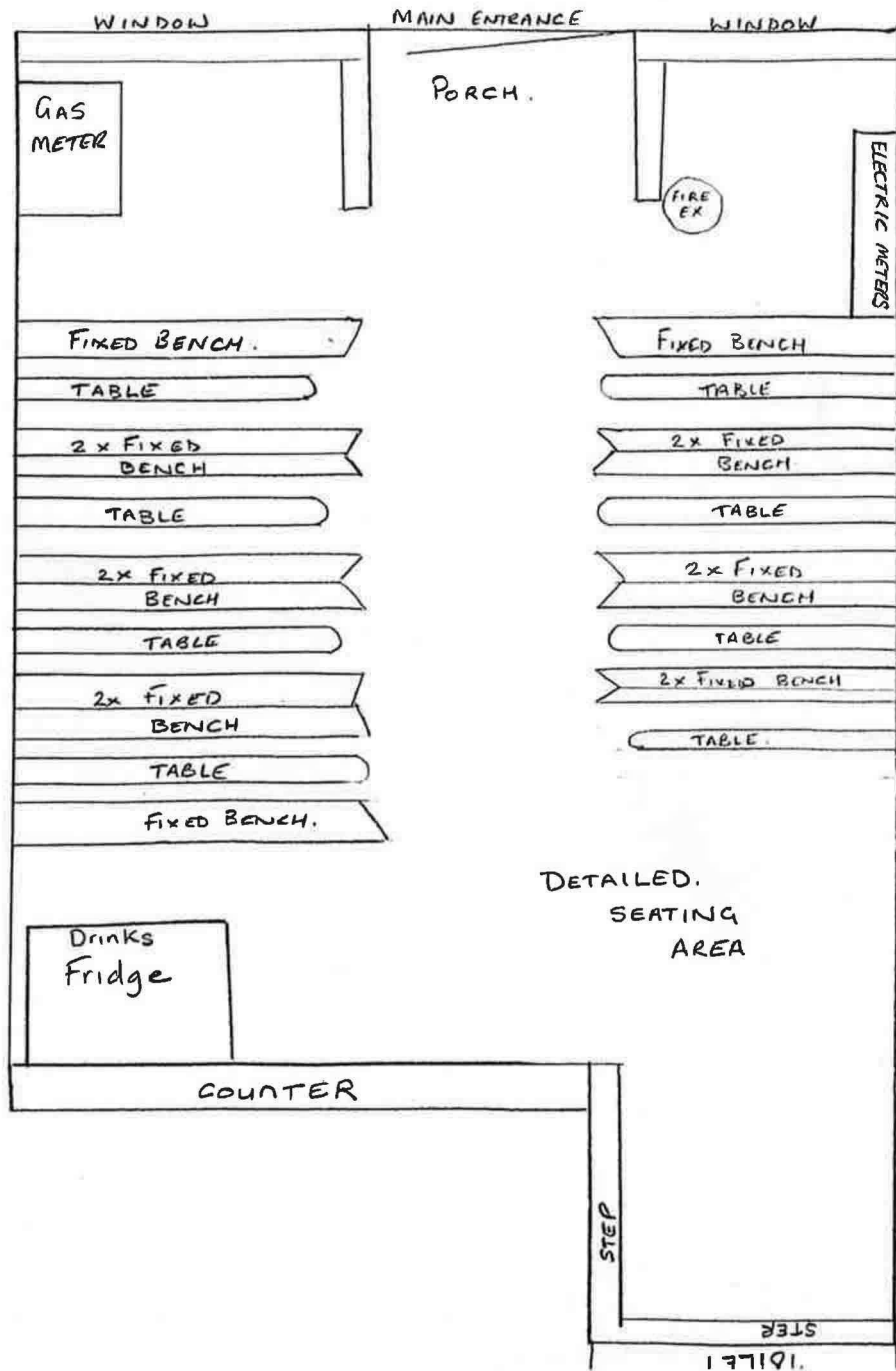 WINDOW
MAIN ENTRANCE
WINDOW
PORCH.
GAS
METER
FIRE
EX
ELECTRIC METERS
FIXED BENCH.
FIXED BENCH
TABLE
TABLE
2 x FIXED
BENCH
2 x FIXED
BENCH
TABLE
TABLE
2x FIXED
BENCH
2x FIXED
BENCH
TABLE
TABLE
2x FIXED
BENCH
2x FIXED BENCH
TABLE
TABLE.
FIXED BENCH.
DETAILED.
SEATING
AREA
Drinks
Fridge
COUNTER
STEP
STEP